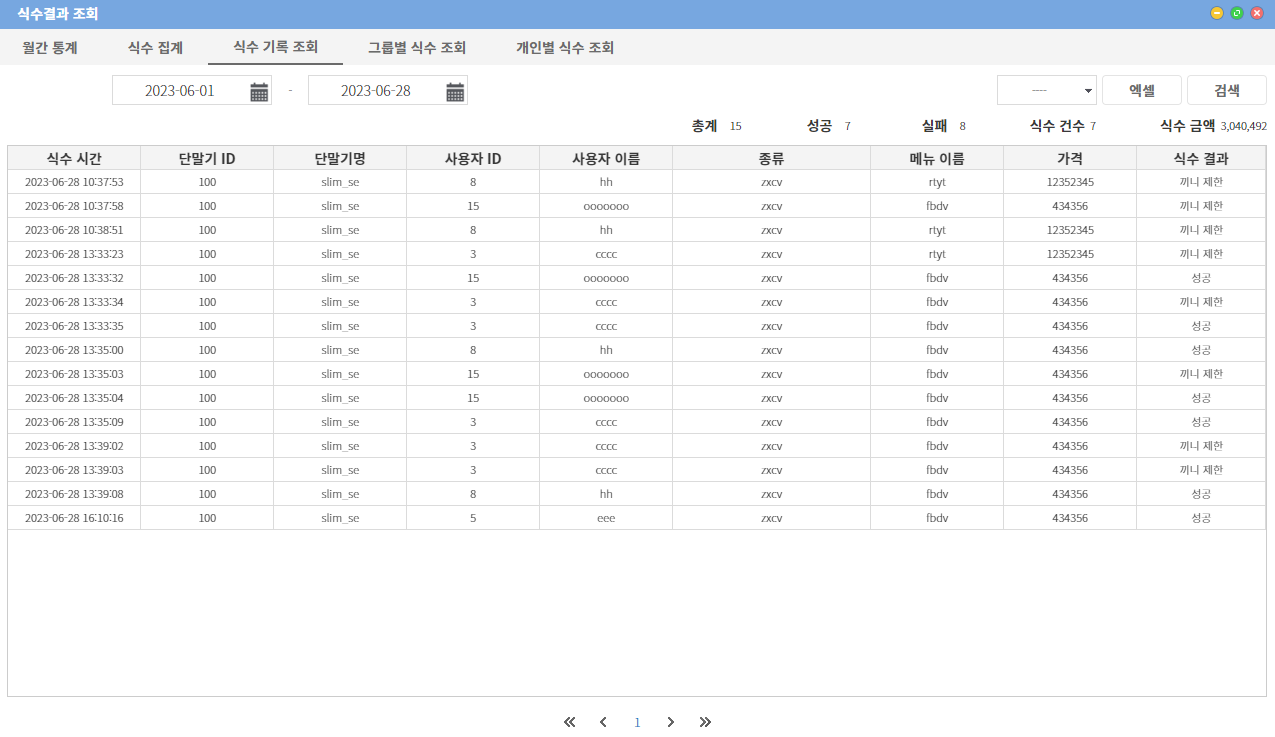 식수결과 조회
월간 통계 식수 집계 식수 기록 조회 그룹별 식수 조회 개인별 식수 조회
2023-06-01 - 2023-06-28 ---- 엑셀 검색
총계 15 성공 7 실패 8 식수 건수 7 식수 금액 3,040,492
식수 시간 단말기 ID 단말기명 사용자 ID 사용자 이름 종류 메뉴 이름 가격 식수 결과
2023-06-28 10:37:53 100 slim_se 8 hh zxcv rtyt 12352345 끼니 제한
2023-06-28 10:37:58 100 slim_se 15 ooooooo zxcv fbdv 434356 끼니 제한
2023-06-28 10:38:51 100 slim_se 8 hh zxcv rtyt 12352345 끼니 제한
2023-06-28 13:33:23 100 slim_se 3 cccc zxcv rtyt 12352345 끼니 제한
2023-06-28 13:33:32 100 slim_se 15 ooooooo zxcv fbdv 434356 성공
2023-06-28 13:33:34 100 slim_se 3 cccc zxcv fbdv 434356 끼니 제한
2023-06-28 13:33:35 100 slim_se 3 cccc zxcv fbdv 434356 성공
2023-06-28 13:35:00 100 slim_se 8 hh zxcv fbdv 434356 성공
2023-06-28 13:35:03 100 slim_se 15 ooooooo zxcv fbdv 434356 끼니 제한
2023-06-28 13:35:04 100 slim_se 15 ooooooo zxcv fbdv 434356 성공
2023-06-28 13:35:09 100 slim_se 3 cccc zxcv fbdv 434356 성공
2023-06-28 13:39:02 100 slim_se 3 cccc zxcv fbdv 434356 끼니 제한
2023-06-28 13:39:03 100 slim_se 3 cccc zxcv fbdv 434356 끼니 제한
2023-06-28 13:39:08 100 slim_se 8 hh zxcv fbdv 434356 성공
2023-06-28 16:10:16 100 slim_se 5 eee zxcv fbdv 434356 성공
1